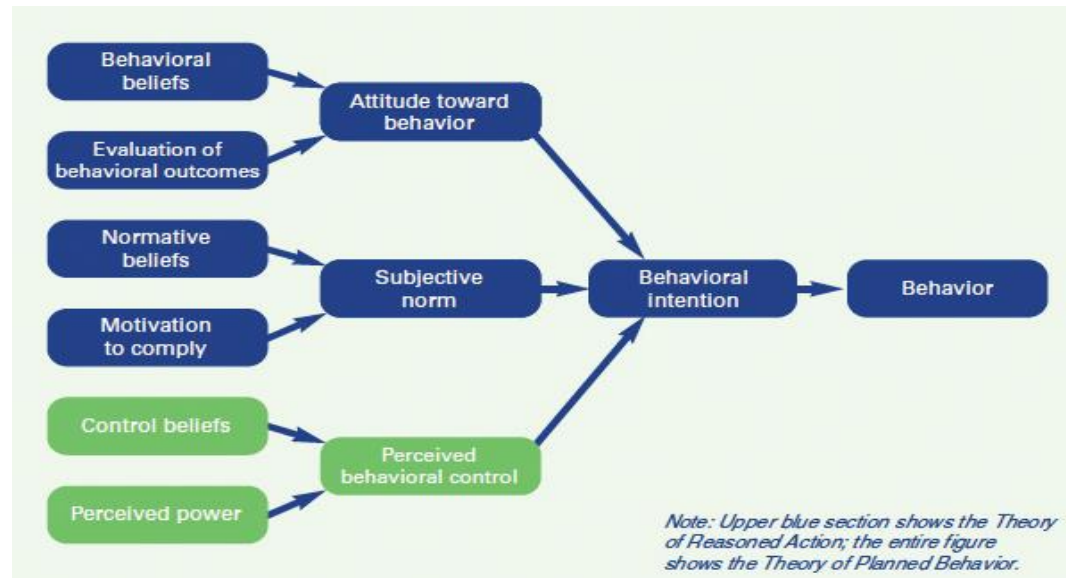 Behavioral
beliefs
Attitude toward
behavior
Evaluation of
behavioral outcomes
Normative
beliefs
Subjective
norm
Behavioral
intention
Behavior
Motivation
to comply
Control beliefs
Perceived
behavioral control
Perceived power
Note: Upper blue section shows the Theory
of Reasoned Action; the entire figure
shows the Theory of Planned Behavior.